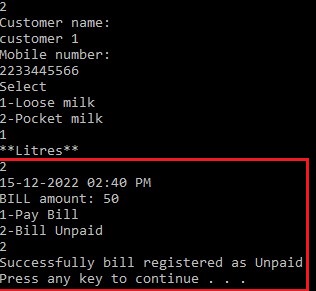 2
Customer name:
customer 1
Mobile number:
2233445566
Select
1-Loose milk
2-Pocket milk
1
**Litres**
2
15-12-2022 02:40 PM
BILL amount: 50
1-Pay Bill
2-Bill Unpaid
2
Successfully bill registered as Unpaid
Press any key to continue . . .